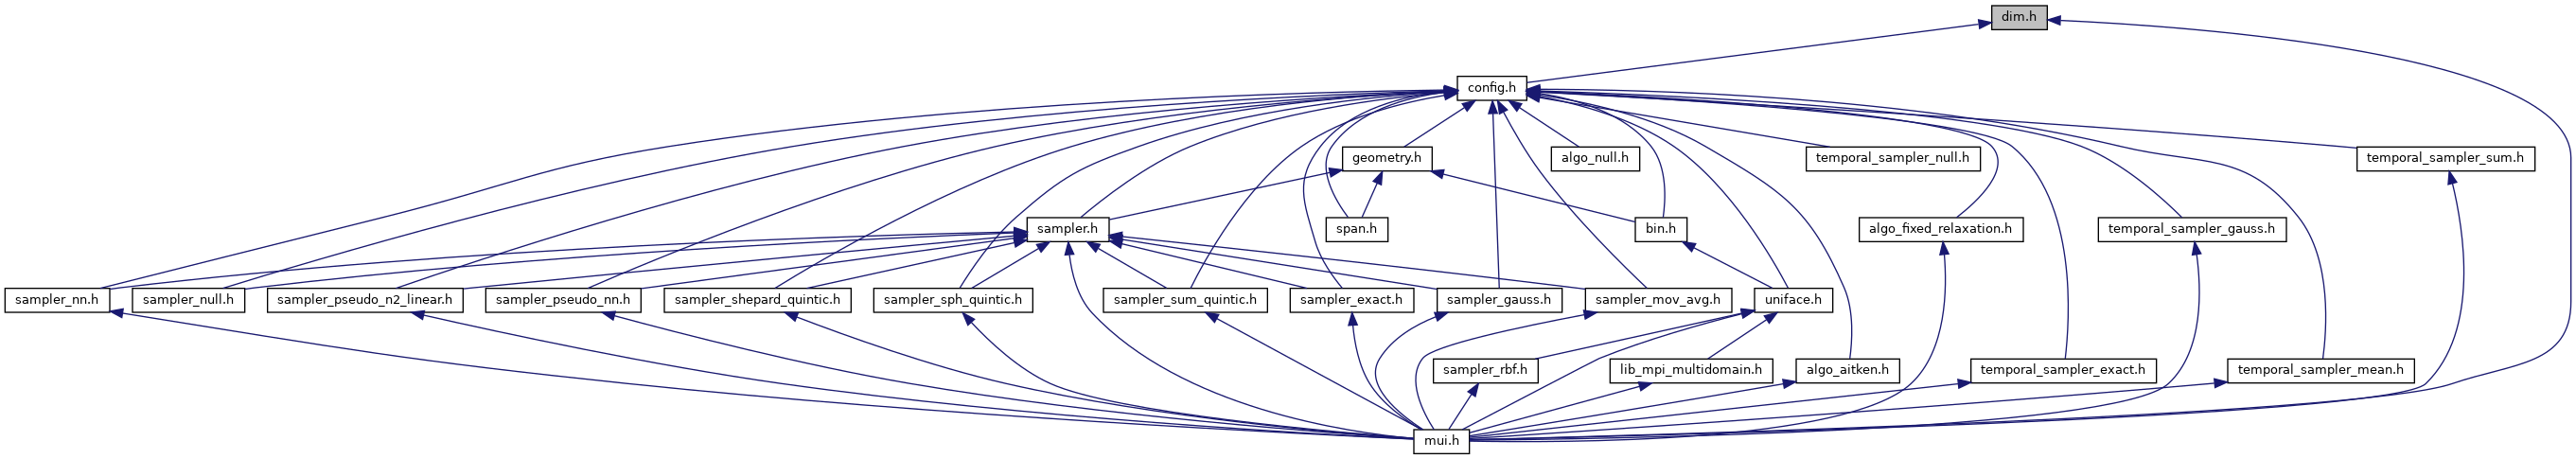 dim.h
config.h
geometry.h
algo_null.h
temporal_sampler_null.h
temporal_sampler_sum.h
sampler.h
span.h
bin.h
algo_fixed_relaxation.h
temporal_sampler_gauss.h
sampler_nn.h
sampler_null.h
sampler_pseudo_n2_linear.h
sampler_pseudo_nn.h
sampler_shepard_quintic.h
sampler_sph_quintic.h
sampler_sum_quintic.h
sampler_exact.h
sampler_gauss.h
sampler_mov_avg.h
uniface.h
sampler_rbf.h
lib_mpi_multidomain.h
algo_aitken.h
temporal_sampler_exact.h
temporal_sampler_mean.h
mui.h